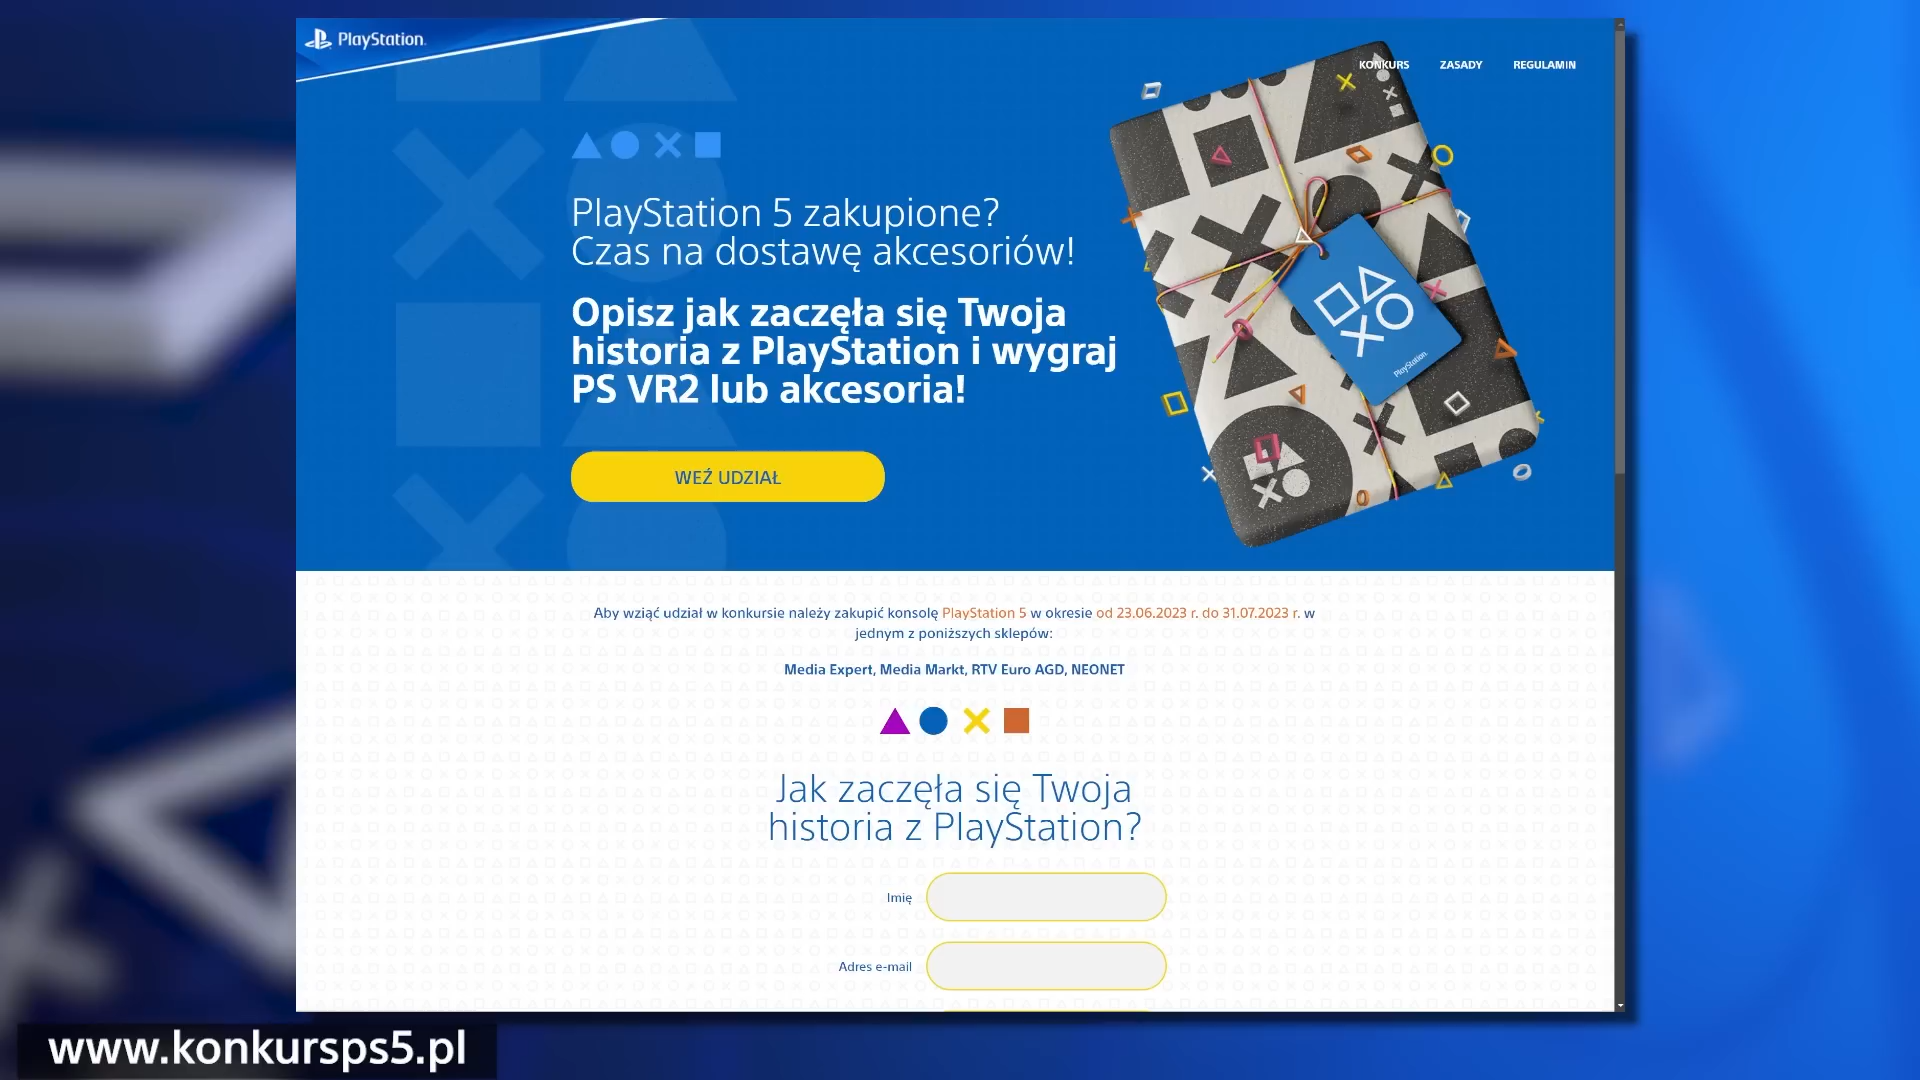 PlayStation.
KONKURS ZASADY REGULAMIN
PlayStation 5 zakupione?
Czas na dostawę akcesoriów!
Opisz jak zaczęła się Twoja
historia z PlayStation i wygraj
PS VR2 lub akcesoria!
WEŹ UDZIAŁ
PlayStation
Aby wziąć udział w konkursie należy zakupić konsolę PlayStation 5 w okresie od 23.06.2023 r. do 31.07.2023 r. w
jednym z poniższych sklepów:
Media Expert, Media Markt, RTV Euro AGD, NEONET
Jak zaczęła się Twoja
historia z PlayStation?
Imię
Adres e-mail
www.konkursps5.pl